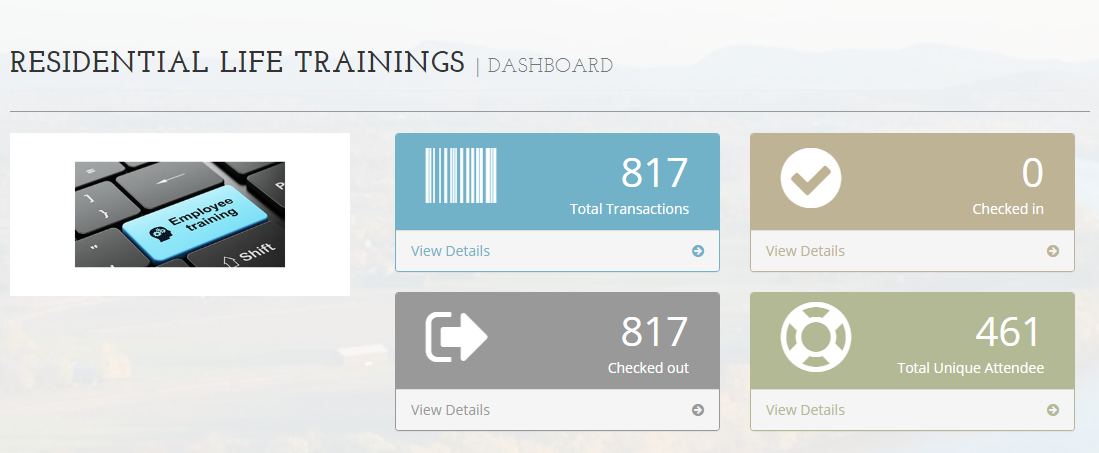 RESIDENTIAL LIFE TRAININGS | DASHBOARD
Employee
training
Shift
=
]
}
"
P
817
Total Transactions
View Details
0
Checked in
View Details
817
Checked out
View Details
461
Total Unique Attendee
View Details